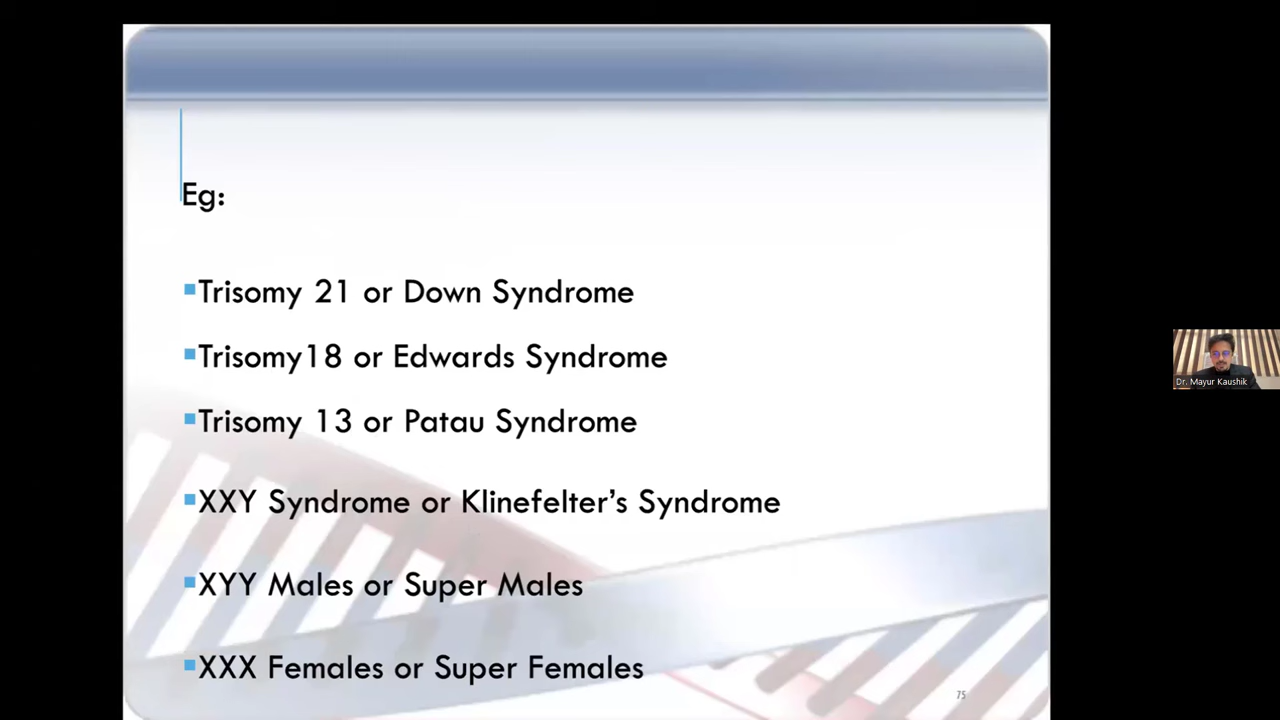 Eg:
Trisomy 21 or Down Syndrome
Trisomy18 or Edwards Syndrome
Trisomy 13 or Patau Syndrome
XXY Syndrome or Klinefelter’s Syndrome
XYY Males or Super Males
XXX Females or Super Females
75
Dr. Mayur Kaushik